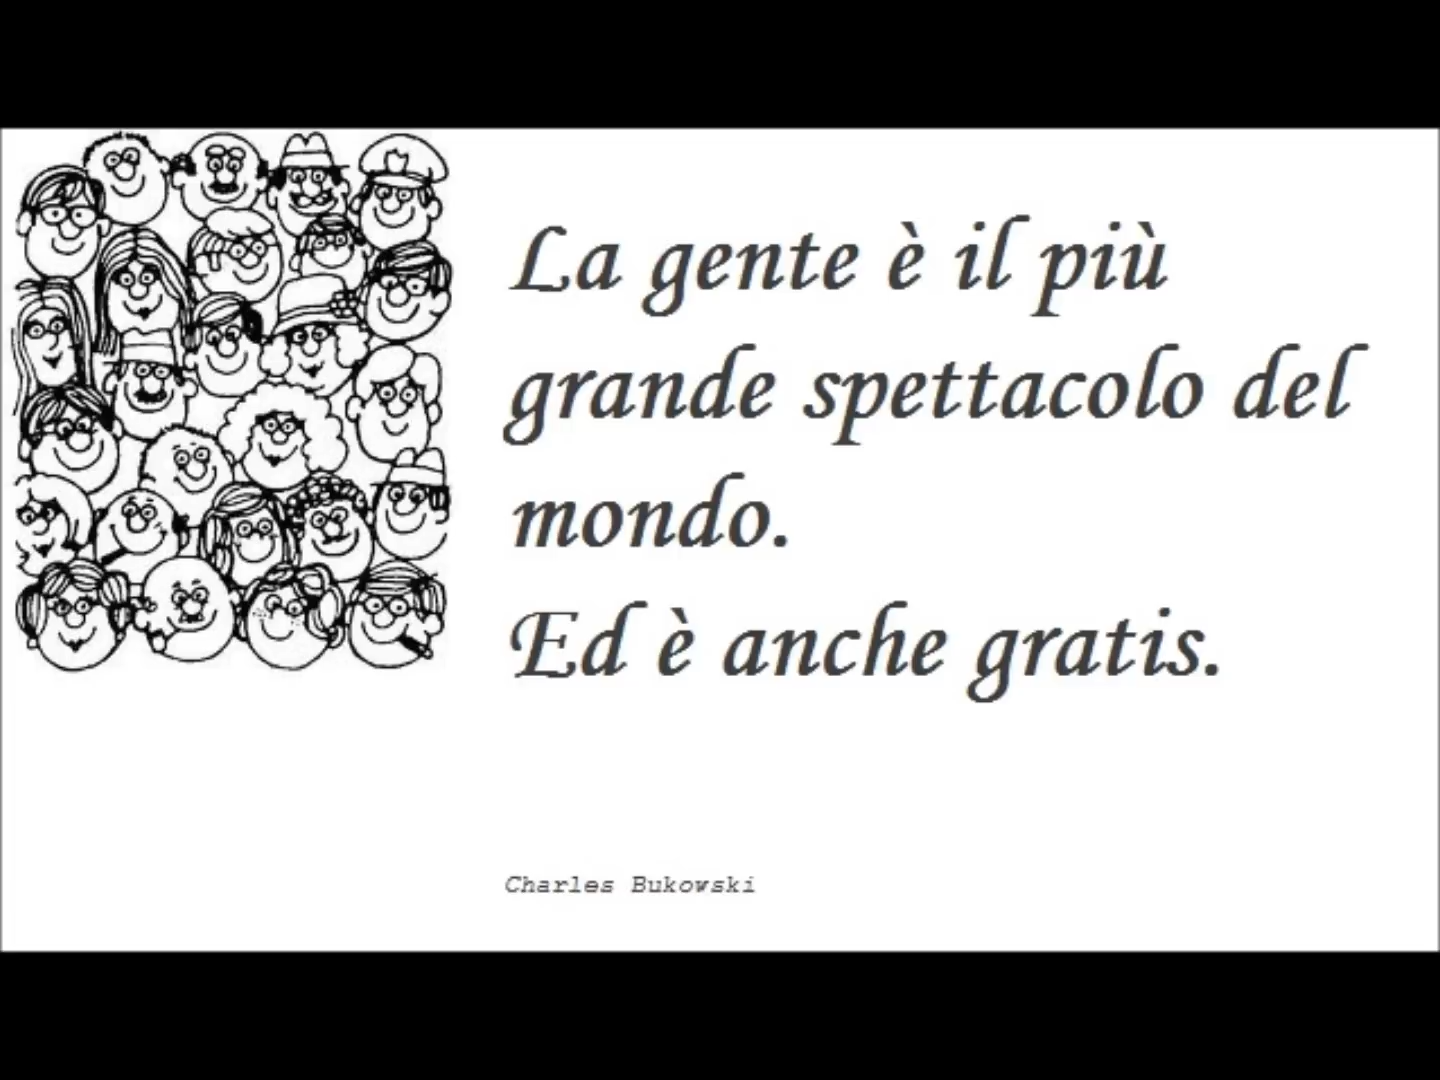 La gente è il più
grande spettacolo del
mondo.
Ed è anche gratis.
Charles Bukowski